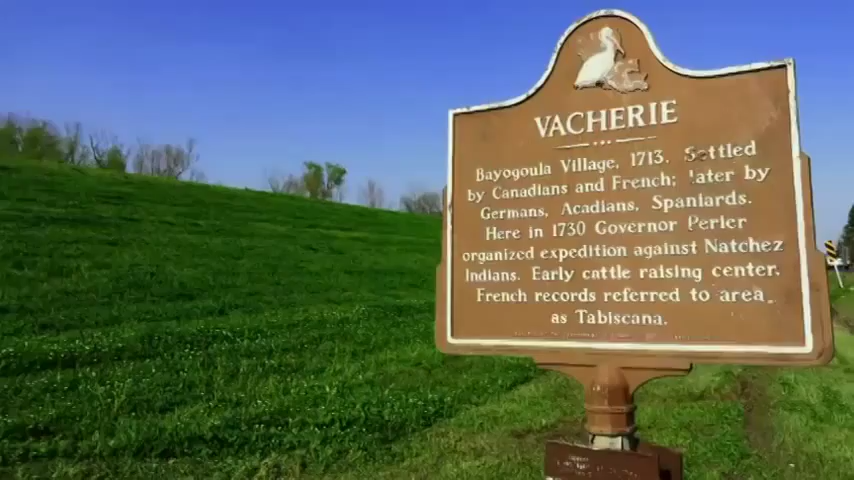 VACHERIE
Bayogoula Village, 1713. Settled
by Canadians and French; later by
Germans, Acadians, Spaniards.
Here in 1730 Governor Perier
organized expedition against Natchez
Indians. Early cattle raising center.
French records referred to area
as Tabiscana.